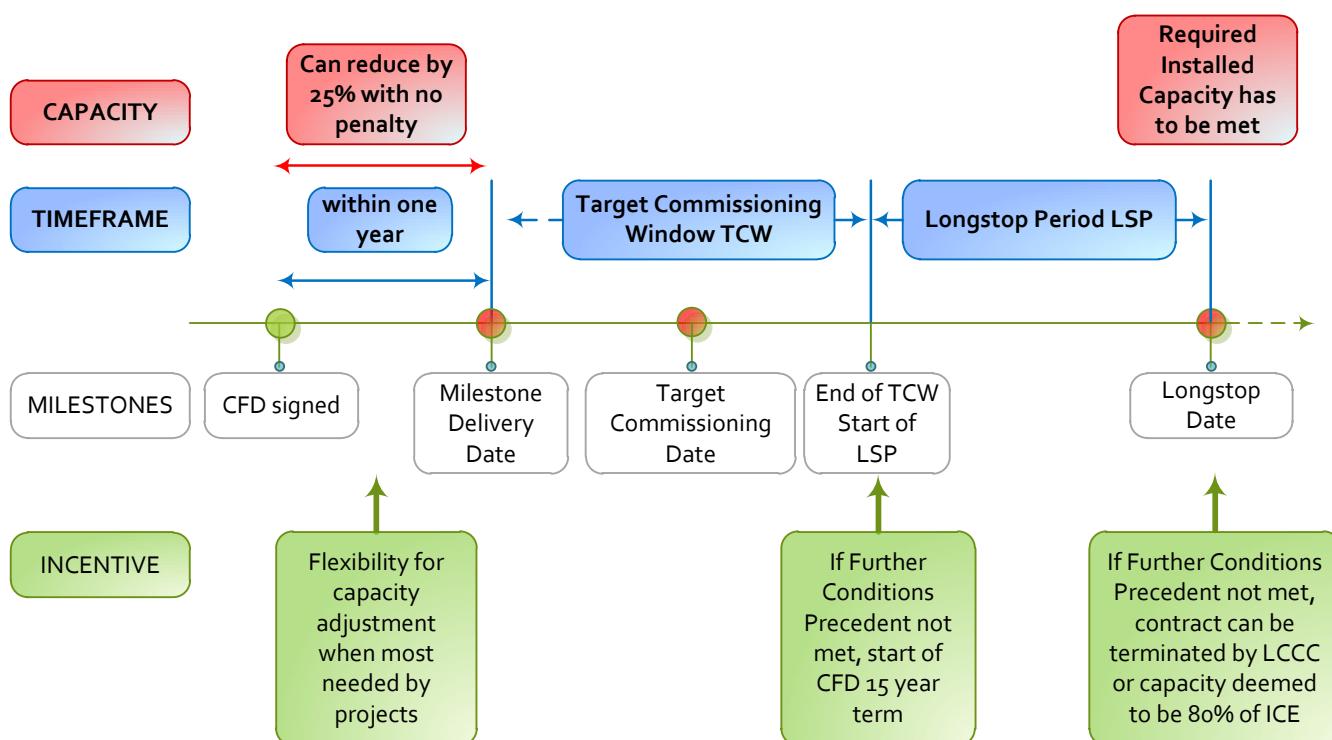 CAPACITY
Can reduce by
25% with no
penalty
Required
Installed
Capacity has
to be met
TIMEFRAME
within one
year
Target Commissioning
Window TCW
Longstop Period LSP
MILESTONES
CFD signed
Milestone
Delivery
Date
Target
Commissioning
Date
End of TCW
Start of
LSP
Longstop
Date
INCENTIVE
Flexibility for
capacity
adjustment
when most
needed by
projects
If Further
Conditions
Precedent not
met, start of
CFD 15 year
term
If Further Conditions
Precedent not met,
contract can be
terminated by LCCC
or capacity deemed
to be 80% of ICE